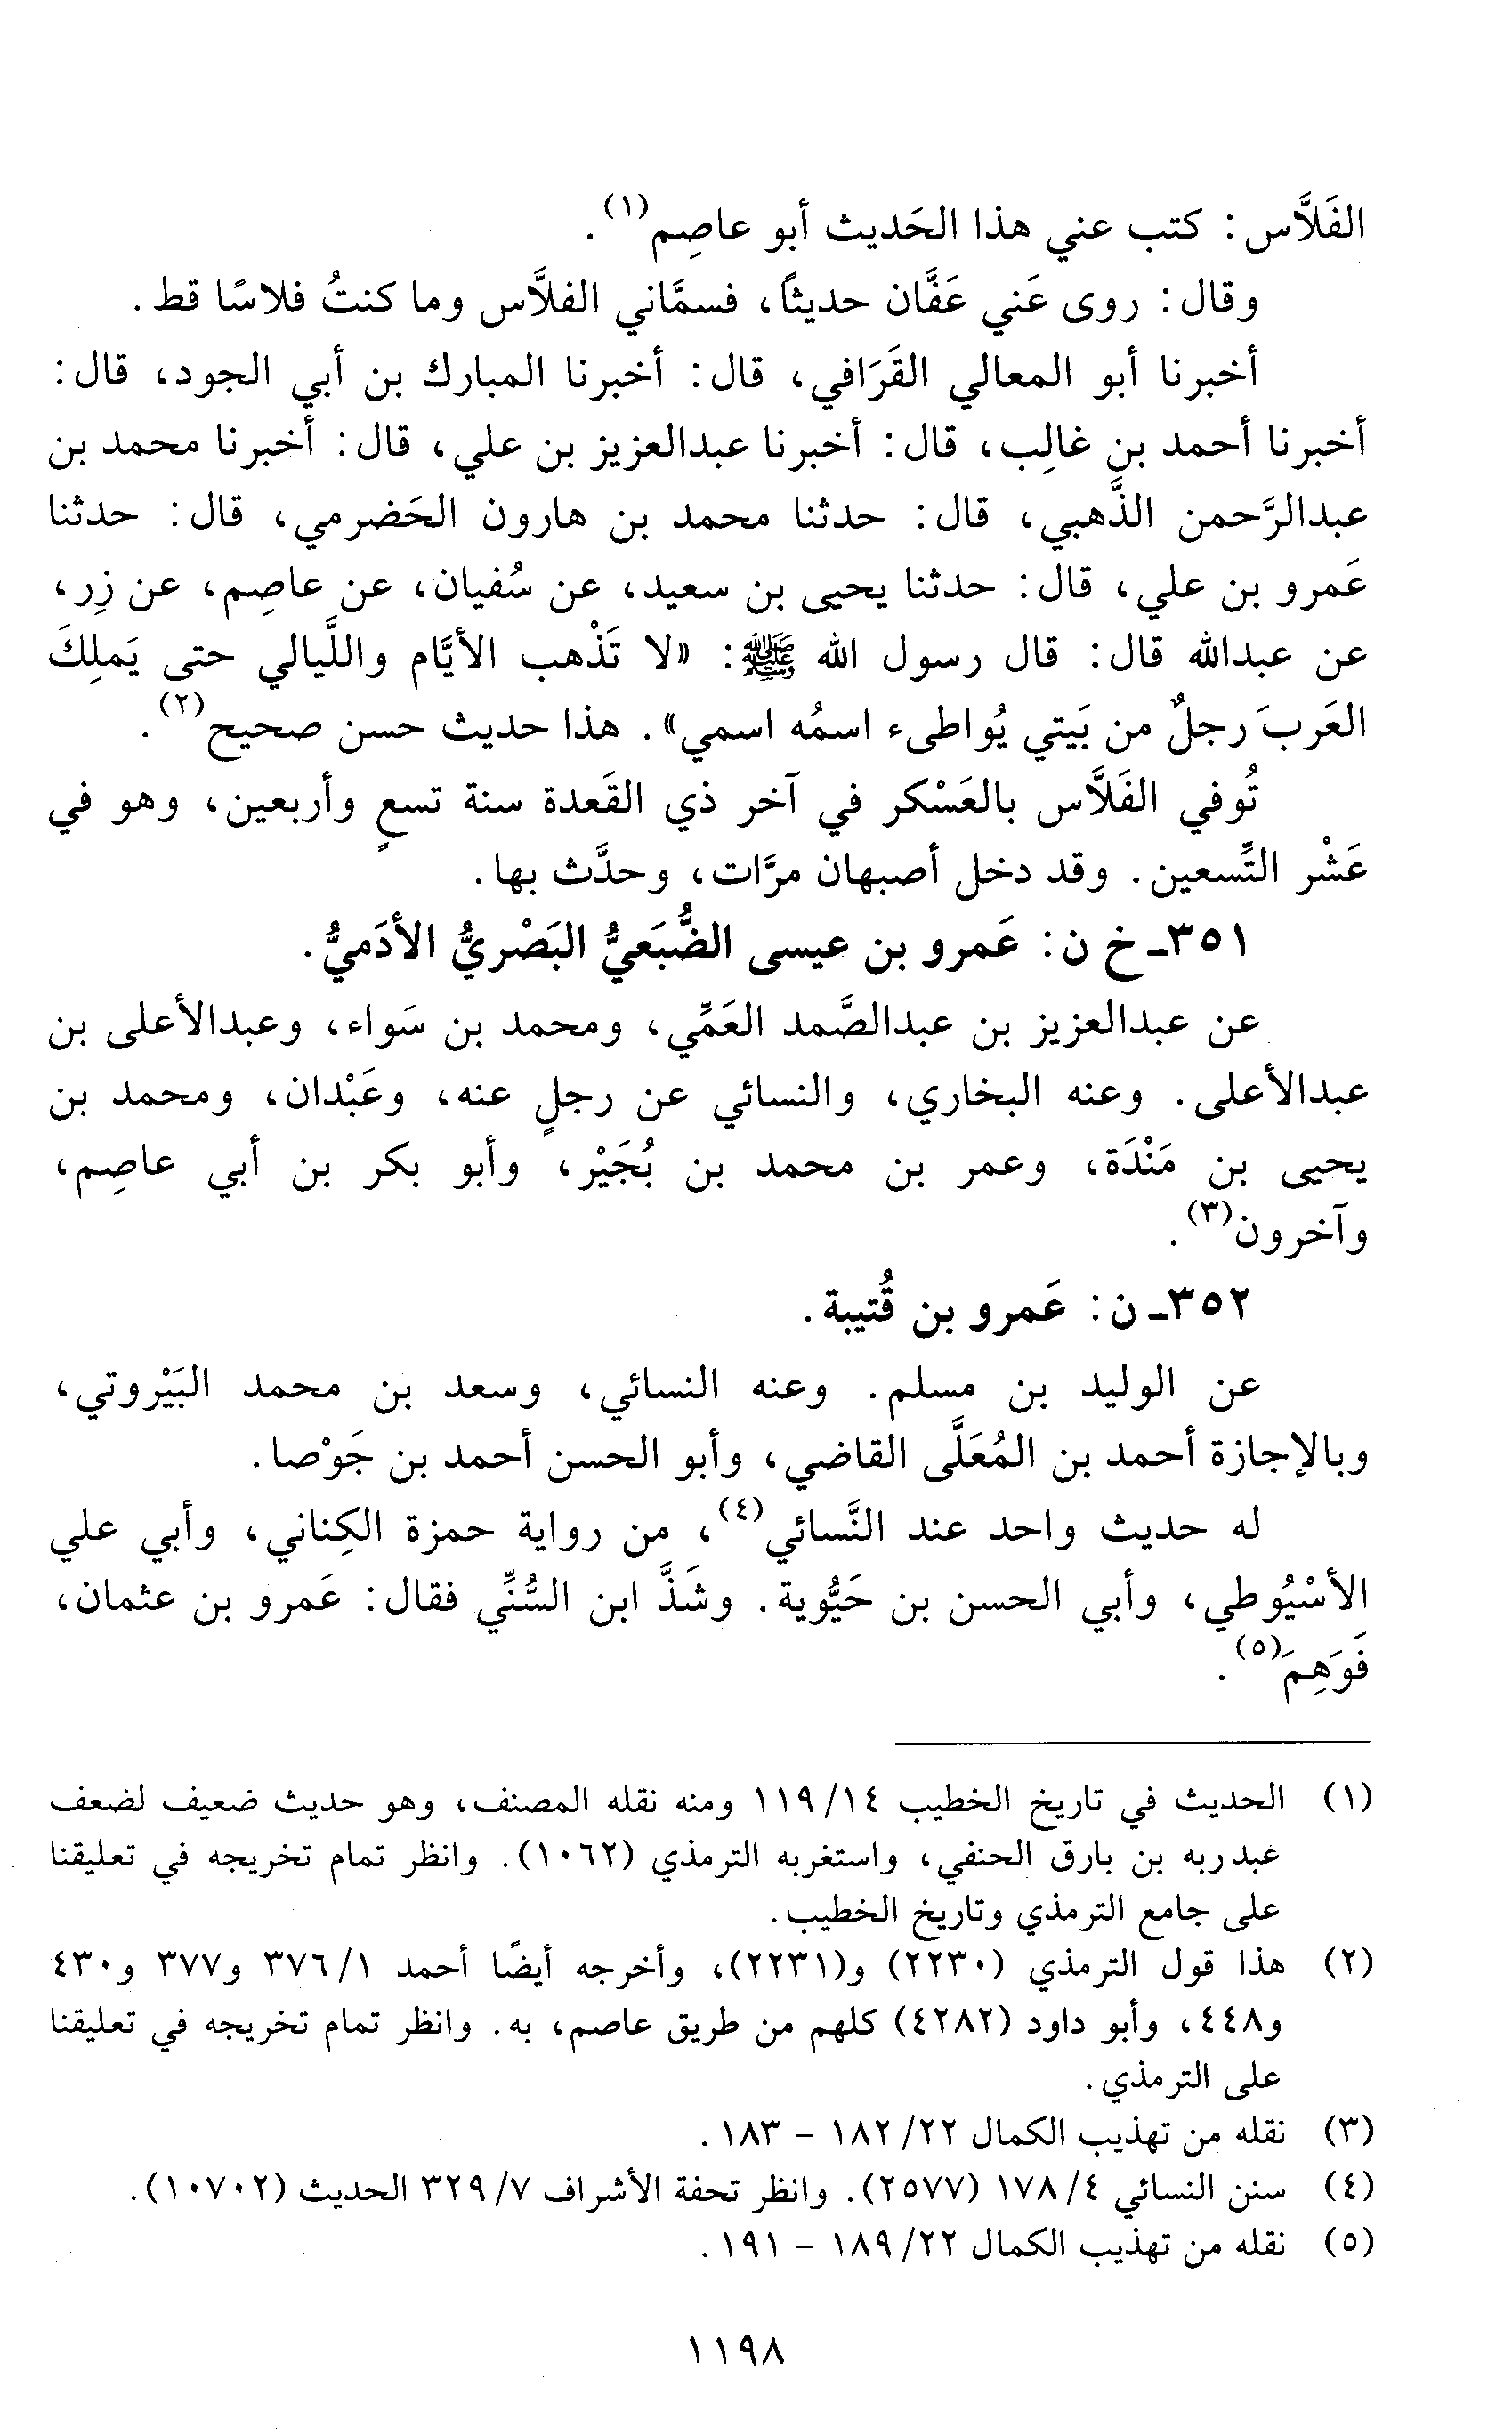 الفَلاَّس: كتب عني هذا الحَديث أبو عاصِم(١).
وقال: روى عَني عَفَّان حديثًا، فسمَّاني الفلاَّس وما كنتُ فلاسًا قط.
أخبرنا أبو المعالي القَرَافي، قال: أخبرنا المبارك بن أبي الجود، قال:
أخبرنا أحمد بن غالِب، قال: أخبرنا عبدالعزيز بن علي، قال: أخبرنا محمد بن
عبدالرَّحمن الذَّهبي، قال: حدثنا محمد بن هارون الحَضرمي، قال: حدثنا
عَمرو بن علي، قال: حدثنا يحيى بن سعيد، عن سُفيان، عن عاصِم، عن زِر،
عن عبدالله قال: قال رسول الله ﷺ: «لا تَذْهب الأيَّام واللَّيالي حتى يَملِكَ
العَربَ رجلٌ من بَيتي يُواطىء اسمُه اسمي». هذا حديث حسن صحيح(٢).
تُوفي الفَلاَّس بالعَسْكر في آخر ذي القَعدة سنة تسعٍ وأربعين، وهو في
عَشْر التِّسعين. وقد دخل أصبهان مرَّات، وحدَّث بها.
٣٥١ـ خ ن: عَمرو بن عيسى الضُّبَعيُّ البَصْريُّ الأدَميُّ.
عن عبدالعزيز بن عبدالصَّمد العَمِّي، ومحمد بن سَواء، وعبدالأعلى بن
عبدالأعلى. وعنه البخاري، والنسائي عن رجلٍ عنه، وعَبْدان، ومحمد بن
يحيى بن مَنْدَة، وعمر بن محمد بن بُجَيْر، وأبو بكر بن أبي عاصِم،
وآخرون(٣).
٣٥٢ـ ن: عَمرو بن قُتيبة.
عن الوليد بن مسلم. وعنه النسائي، وسعد بن محمد البَيْروتي،
وبالإجازة أحمد بن المُعَلَّى القاضي، وأبو الحسن أحمد بن جَوْصا.
له حديث واحد عند النَّسائي(٤)، من رواية حمزة الكِناني، وأبي علي
الأسْيُوطي، وأبي الحسن بن حَيُّوية. وشَذَّ ابن السُّنِّي فقال: عَمرو بن عثمان،
فَوَهِمَ(٥).
(١) الحديث في تاريخ الخطيب ١٤/ ١١٩ ومنه نقله المصنف، وهو حديث ضعيف لضعف
عبدربه بن بارق الحنفي، واستغربه الترمذي (١٠٦٢). وانظر تمام تخريجه في تعليقنا
على جامع الترمذي وتاريخ الخطيب.
(٢) هذا قول الترمذي (٢٢٣٠) و(٢٢٣١)، وأخرجه أيضًا أحمد ١/ ٣٧٦ و٣٧٧ و٤٣٠
و٤٤٨، وأبو داود (٤٢٨٢) كلهم من طريق عاصم، به. وانظر تمام تخريجه في تعليقنا
على الترمذي.
(٣) نقله من تهذيب الكمال ٢٢/ ١٨٢ - ١٨٣.
(٤) سنن النسائي ٤/ ١٧٨ (٢٥٧٧). وانظر تحفة الأشراف ٧/ ٣٢٩ الحديث (١٠٧٠٢).
(٥) نقله من تهذيب الكمال ٢٢/ ١٨٩ - ١٩١.
١١٩٨